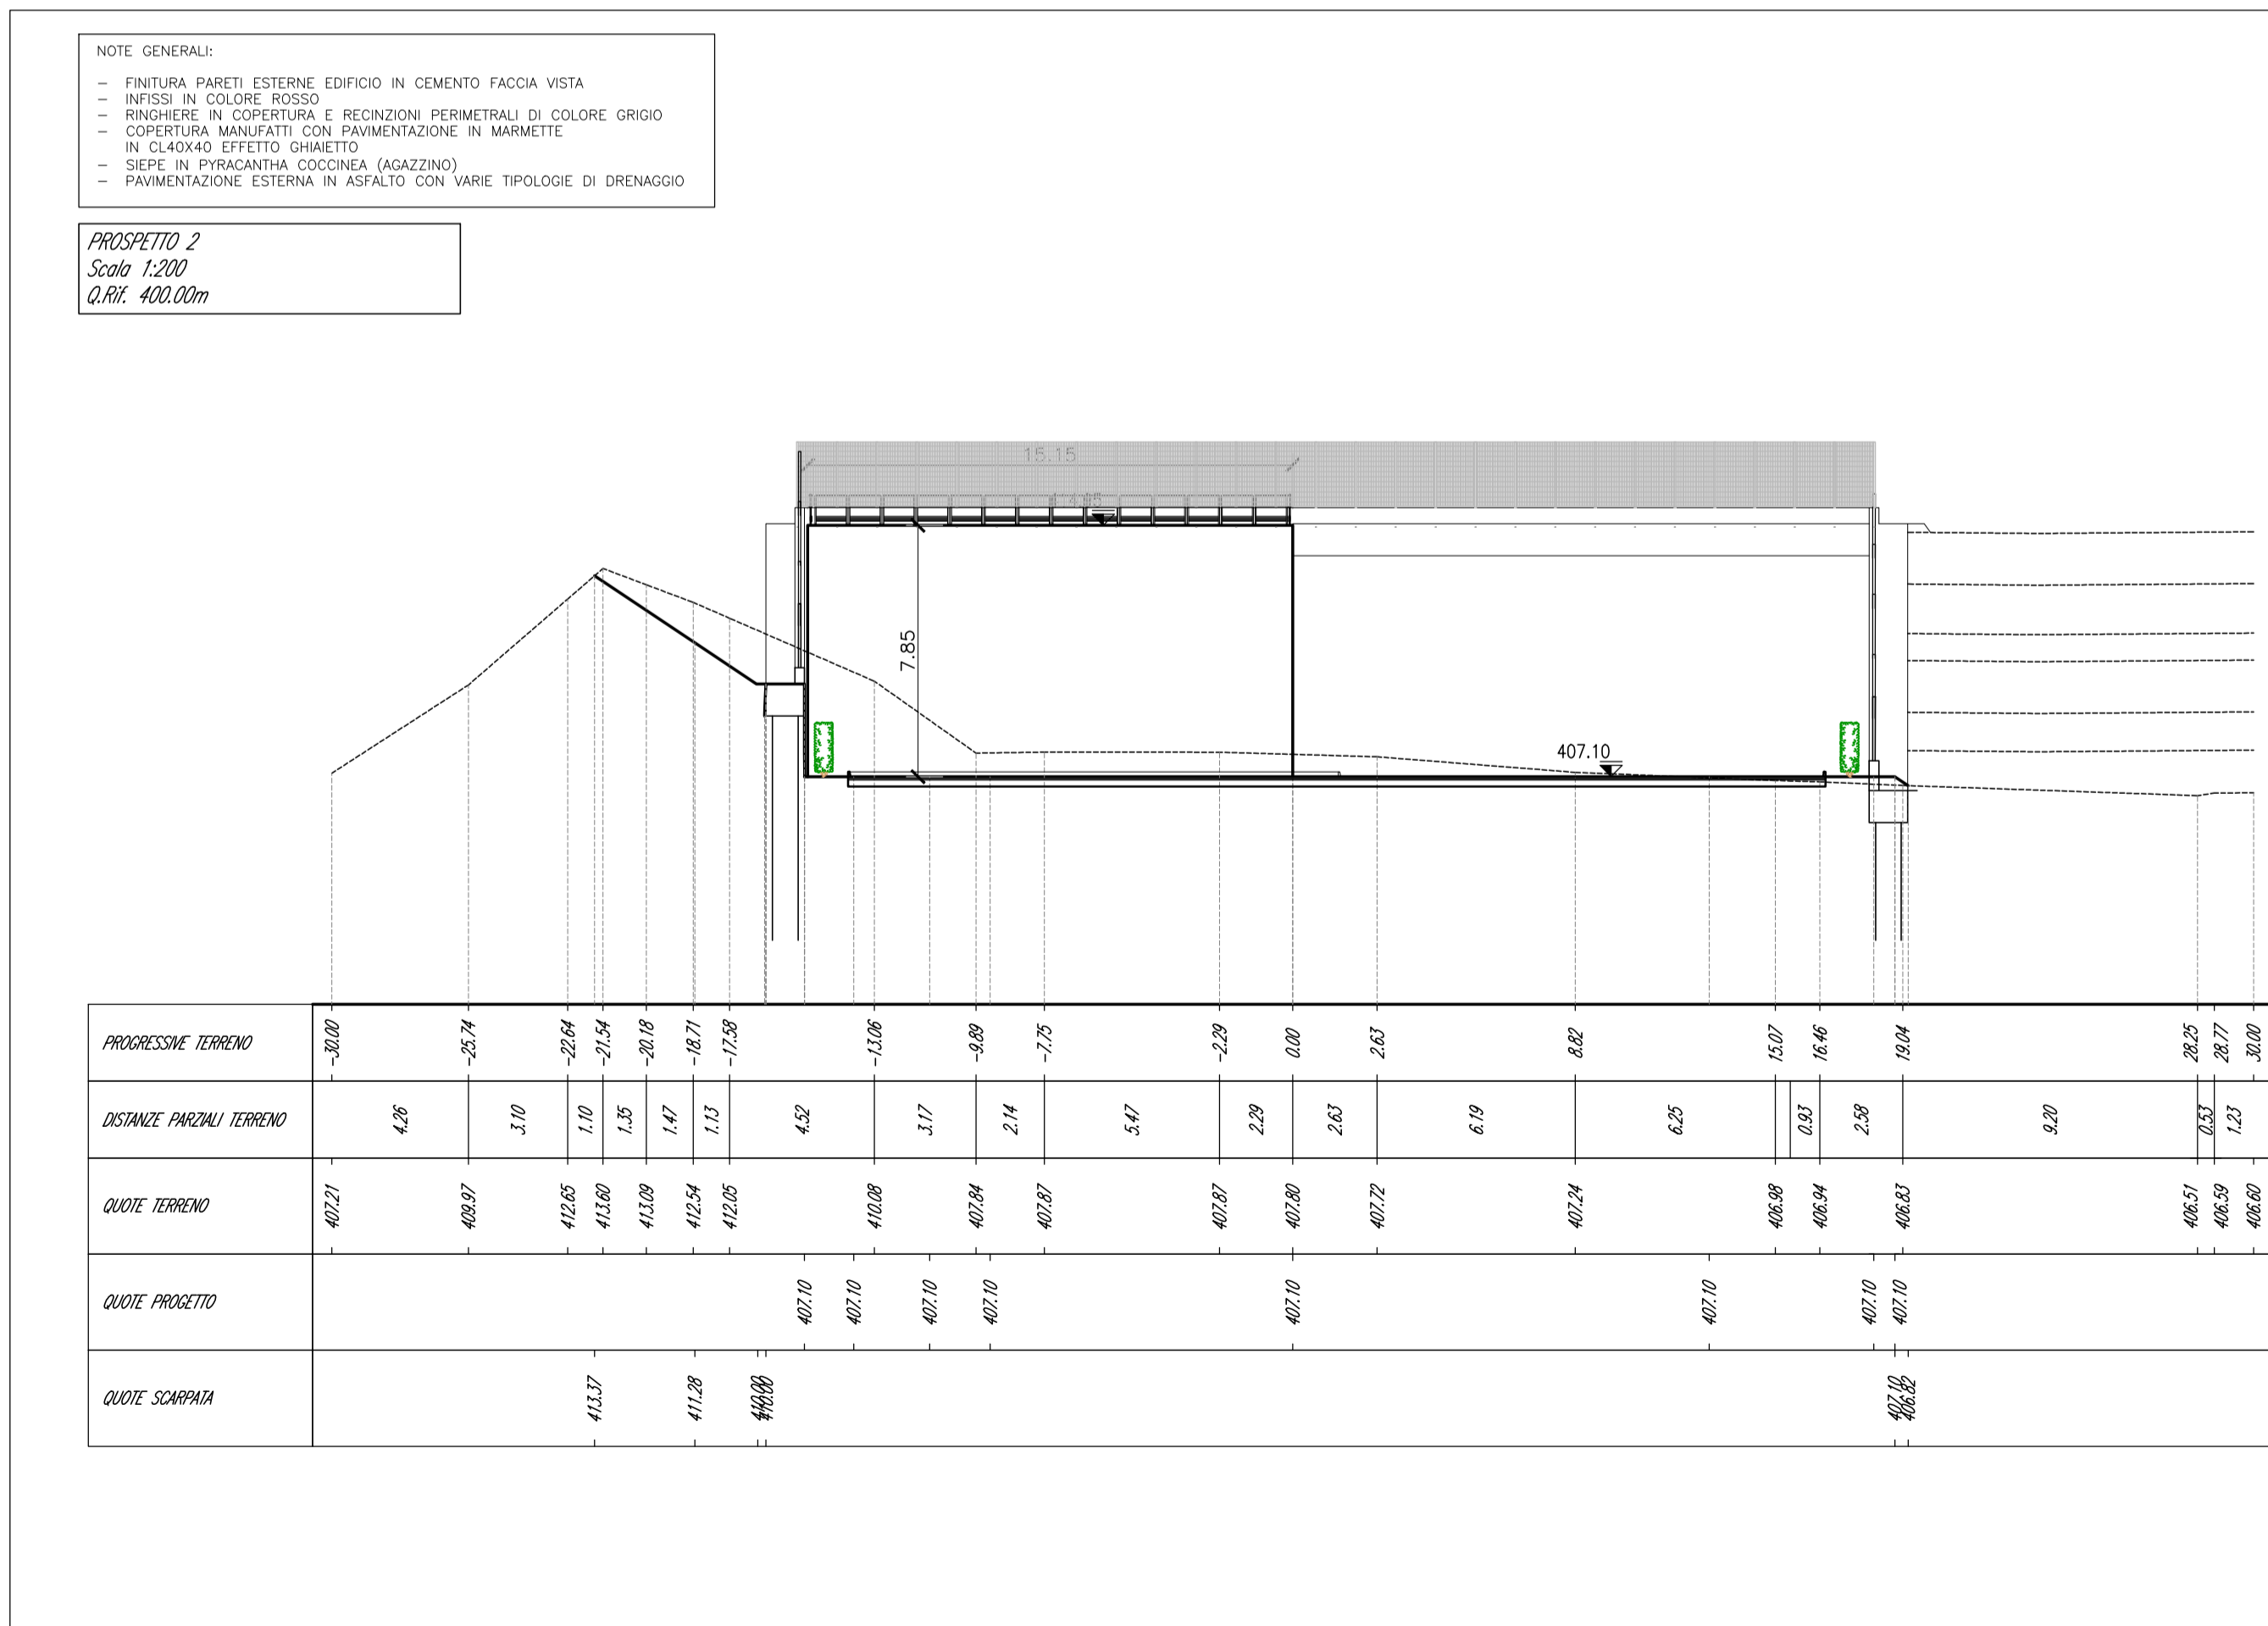 NOTE GENERALI:
- FINITURA PARETI ESTERNE EDIFICIO IN CEMENTO FACCIA VISTA
- INFISSI IN COLORE ROSSO
- RINGHIERE IN COPERTURA E RECINZIONI PERIMETRALI DI COLORE GRIGIO
- COPERTURA MANUFATTI CON PAVIMENTAZIONE IN MARMETTE
IN CL40X40 EFFETTO GHIAIETTO
- SIEPE IN PYRACANTHA COCCINEA (AGAZZINO)
- PAVIMENTAZIONE ESTERNA IN ASFALTO CON VARIE TIPOLOGIE DI DRENAGGIO
PROSPETTO 2
Scala 1:200
Q.Rif. 400.00m
15.15
7.85
407.10
PROGRESSIVE TERRENO -30.00 -25.74 -22.64 -21.54 -20.18 -18.71 -17.58 -13.06 -9.89 -7.75 -2.29 0.00 2.63 8.82 15.07 16.46 19.04 28.25 28.77 30.00
DISTANZE PARZIALI TERRENO 4.26 3.10 1.10 1.35 1.47 1.13 4.52 3.17 2.14 5.47 2.29 2.63 6.19 6.25 0.93 2.58 9.20 0.53 1.23
QUOTE TERRENO 407.21 409.97 412.65 413.60 413.09 412.54 412.05 410.08 407.84 407.87 407.87 407.80 407.72 407.24 406.98 406.94 406.83 406.51 406.59 406.60
QUOTE PROGETTO 407.10 407.10 407.10 407.10 407.10 407.10 407.10 407.10
QUOTE SCARPATA 413.37 411.28 410.00 410.00 407.10 406.82